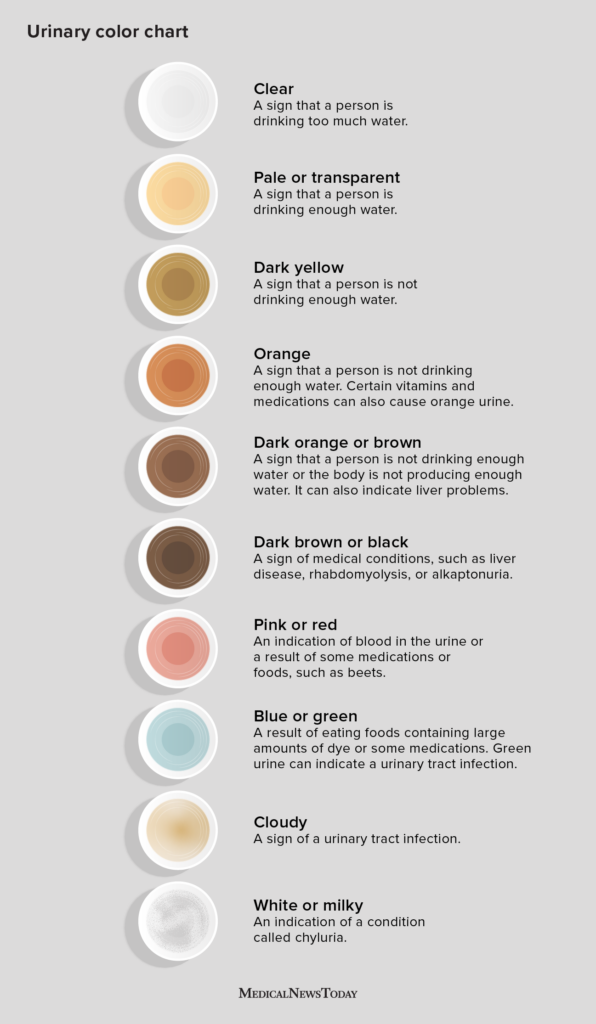 Urinary color chart
Clear
A sign that a person is
drinking too much water.
Pale or transparent
A sign that a person is
drinking enough water.
Dark yellow
A sign that a person is not
drinking enough water.
Orange
A sign that a person is not drinking
enough water. Certain vitamins and
medications can also cause orange urine.
Dark orange or brown
A sign that a person is not drinking enough
water or the body is not producing enough
water. It can also indicate liver problems.
Dark brown or black
A sign of medical conditions, such as liver
disease, rhabdomyolysis, or alkaptonuria.
Pink or red
An indication of blood in the urine or
a result of some medications or
foods, such as beets.
Blue or green
A result of eating foods containing large
amounts of dye or some medications. Green
urine can indicate a urinary tract infection.
Cloudy
A sign of a urinary tract infection.
White or milky
An indication of a condition
called chyluria.
MEDICALNEWSTODAY